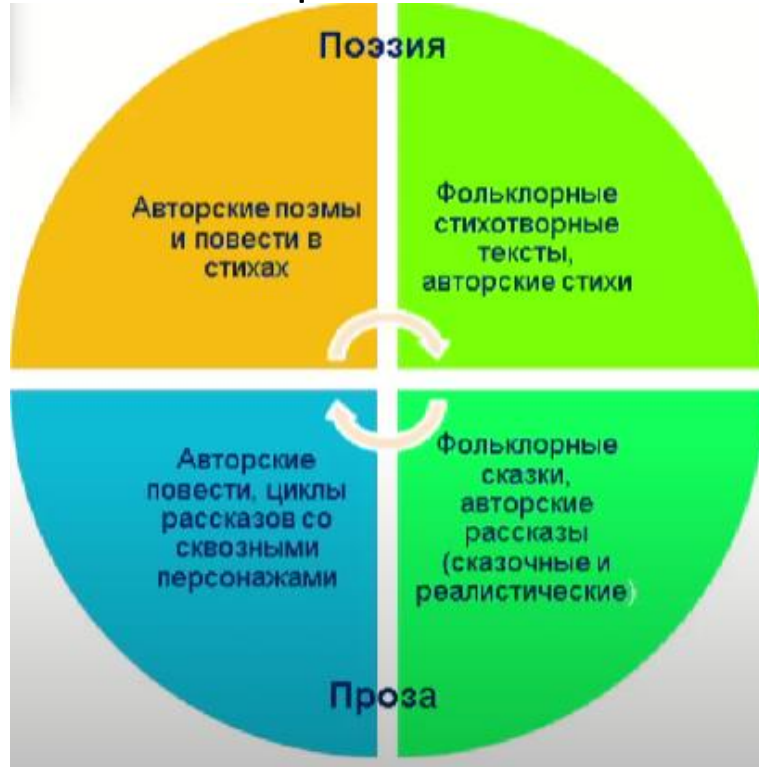 Поэзия
Авторские поэмы
и повести в
стихах
Фольклорные
стихотворные
тексты,
авторские стихи
Авторские
повести, циклы
рассказов со
сквозными
персонажами
Фольклорные
сказки,
авторские
рассказы
(сказочные и
реалистические)
Проза